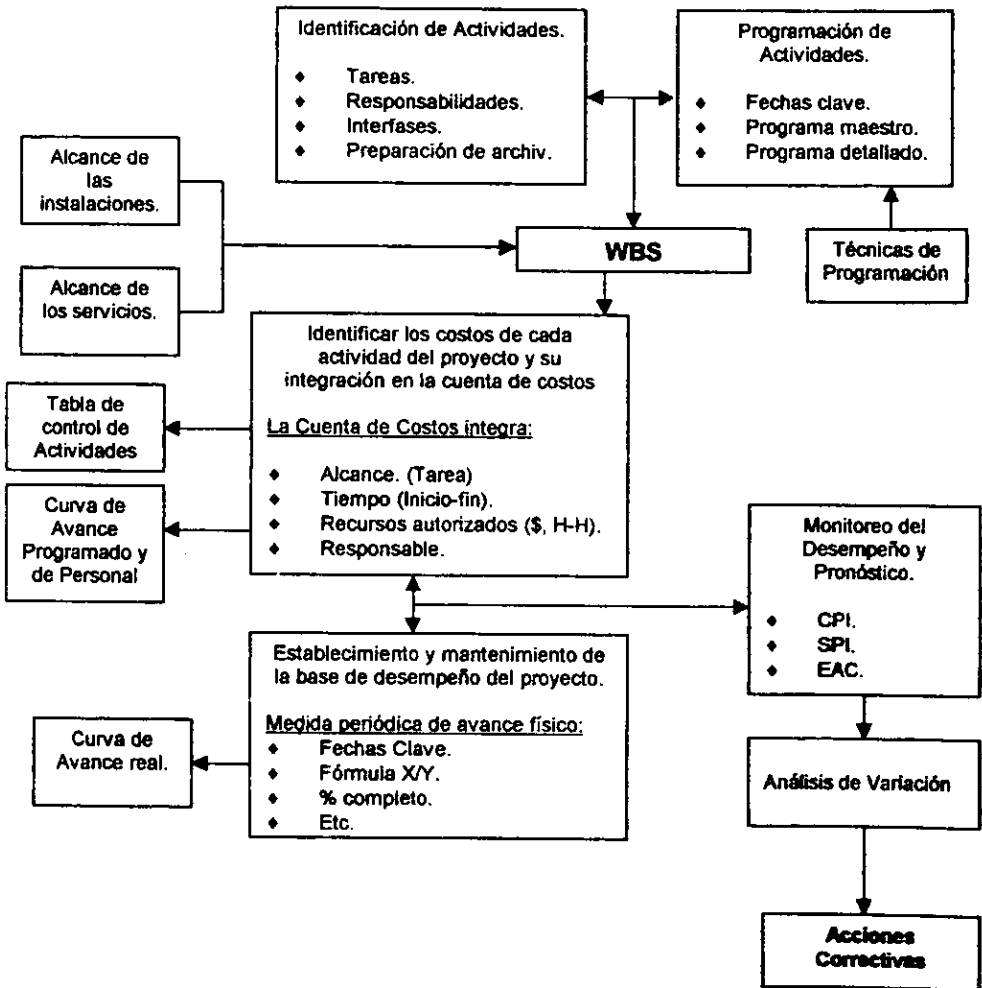 Identificación de Actividades.
♦ Tareas.
♦ Responsabilidades.
♦ Interfases.
♦ Preparación de archiv.
Programación de
Actividades.
♦ Fechas clave.
♦ Programa maestro.
♦ Programa detallado.
Alcance de
las
instalaciones.
Alcance de
los servicios.
WBS
Técnicas de
Programación
Identificar los costos de cada
actividad del proyecto y su
integración en la cuenta de costos
La Cuenta de Costos integra:
♦ Alcance. (Tarea)
♦ Tiempo (Inicio-fin).
♦ Recursos autorizados ($, H-H).
♦ Responsable.
Tabla de
control de
Actividades
Curva de
Avance
Programado y
de Personal
Monitoreo del
Desempeño y
Pronóstico.
♦ CPI.
♦ SPI.
♦ EAC.
Establecimiento y mantenimiento de
la base de desempeño del proyecto.
Medida periódica de avance físico:
♦ Fechas Clave.
♦ Fórmula X/Y.
♦ % completo.
♦ Etc.
Curva de
Avance real.
Análisis de Variación
Acciones
Correctivas